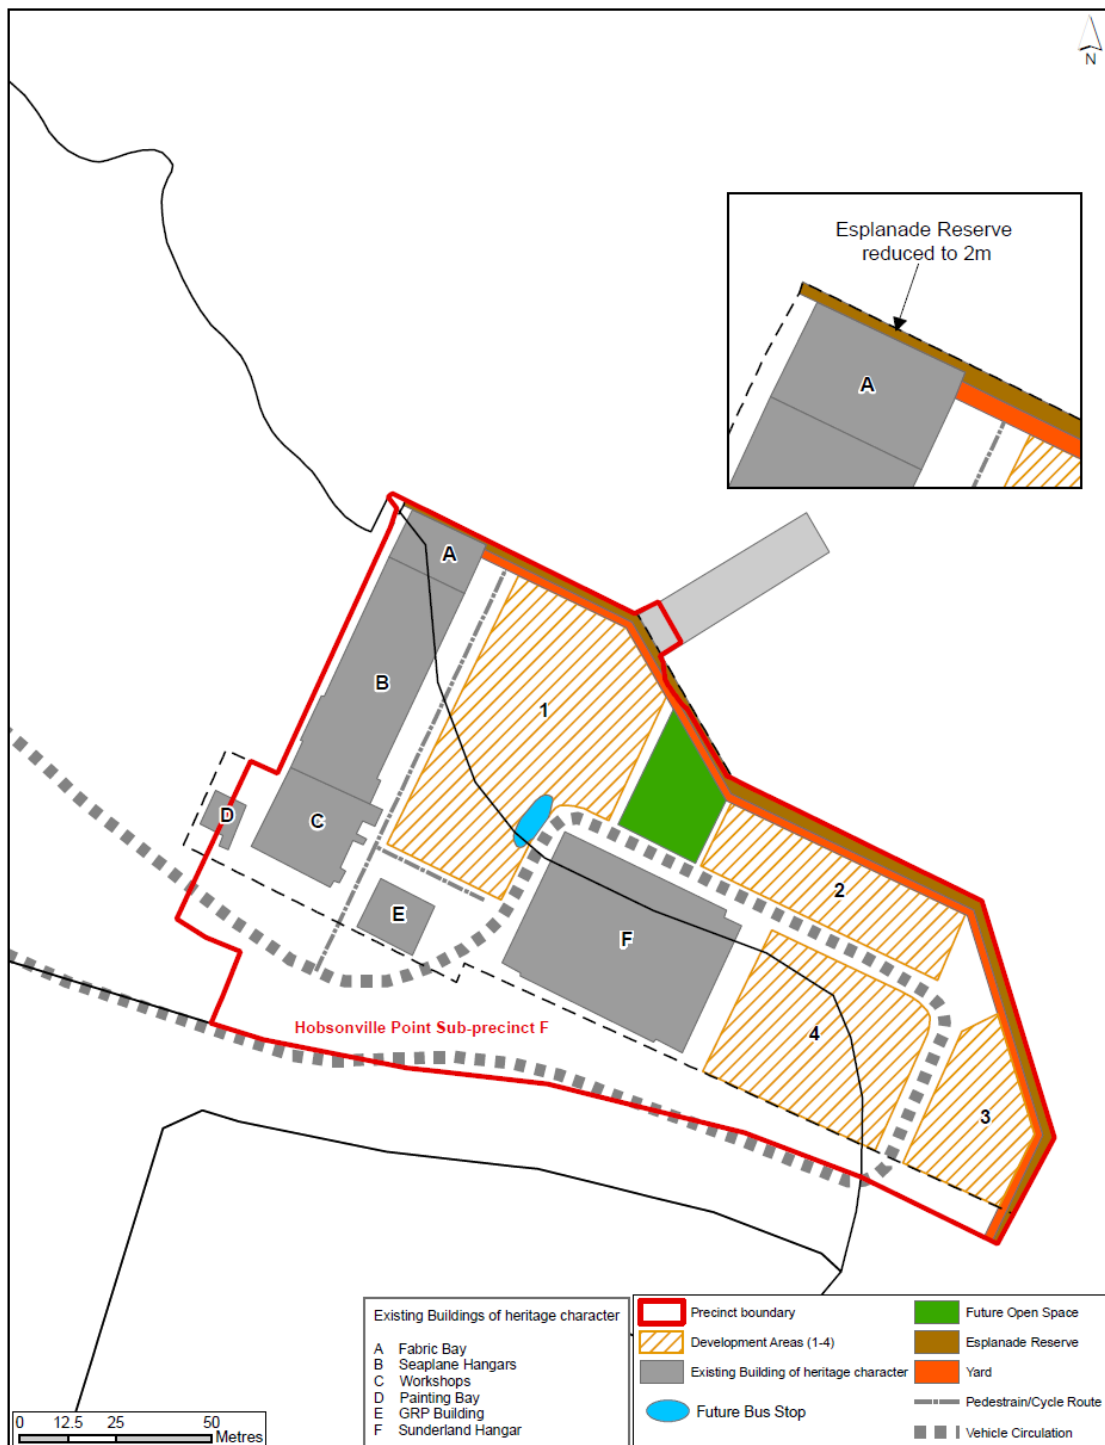 N
Esplanade Reserve
reduced to 2m
A
A
B
1
D
C
2
E
F
4
Hobsonville Point Sub-precinct F
3
Existing Buildings of heritage character
A Fabric Bay
B Seaplane Hangars
C Workshops
D Painting Bay
E GRP Building
F Sunderland Hangar
Precinct boundary
Development Areas (1-4)
Existing Building of heritage character
Future Bus Stop
Future Open Space
Esplanade Reserve
Yard
Pedestrain/Cycle Route
Vehicle Circulation
0 12.5 25 50
Metres